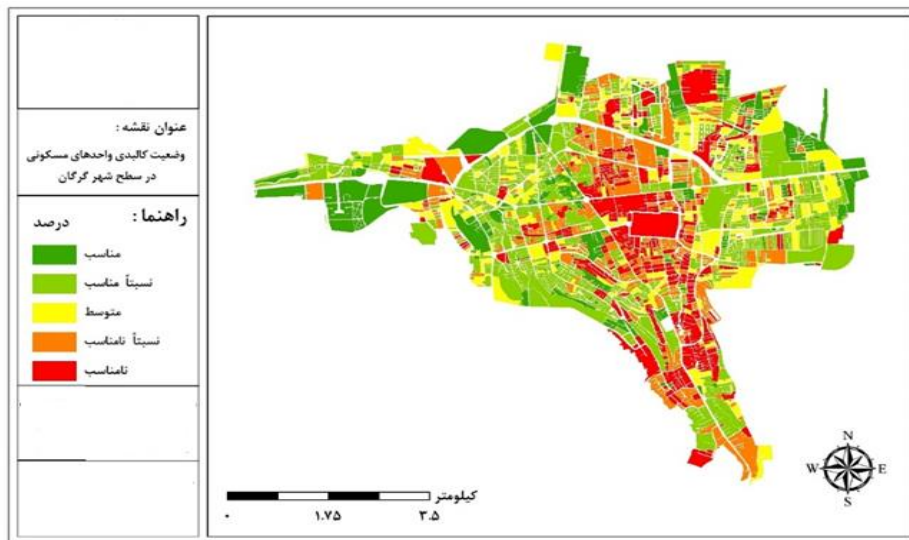 عنوان نقشه :
وضعیت کالبدی واحدهای مسکونی
در سطح شهر گرگان
راهنما :
درصد
مناسب
نسبتاً مناسب
متوسط
نسبتاً نامناسب
نامناسب
N
W E
S
کیلومتر
۰ ۱.۷۵ ۳.۵